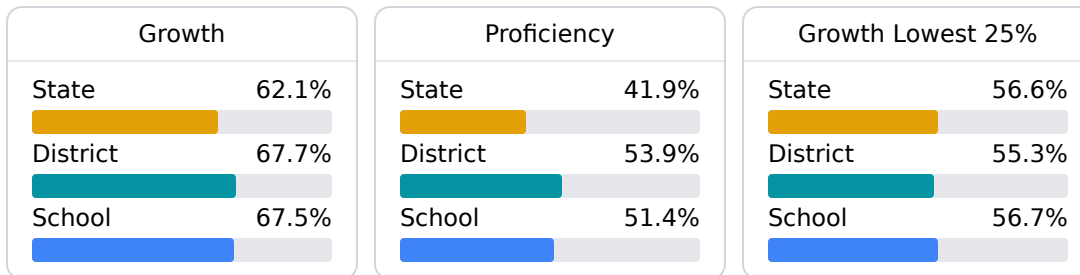 Growth
State 62.1%
District 67.7%
School 67.5%
Proficiency
State 41.9%
District 53.9%
School 51.4%
Growth Lowest 25%
State 56.6%
District 55.3%
School 56.7%